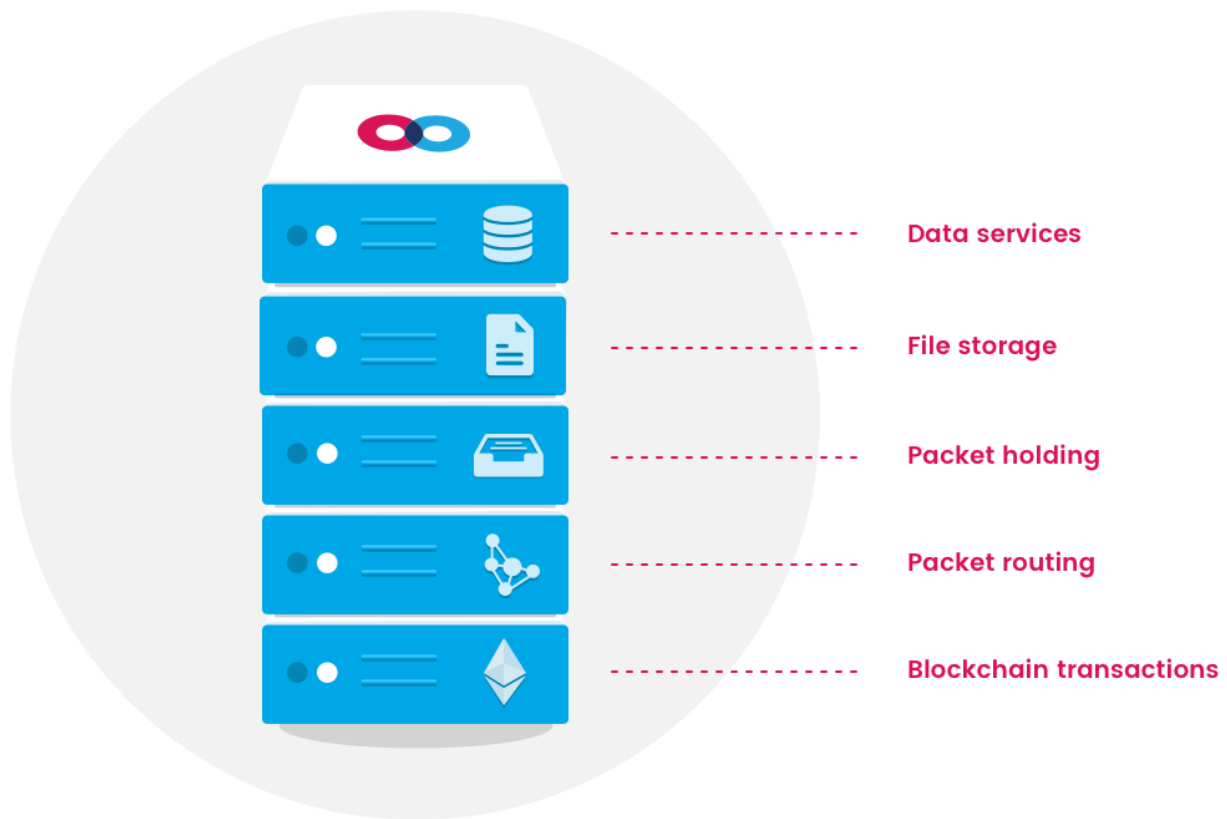 Data services
File storage
Packet holding
Packet routing
Blockchain transactions